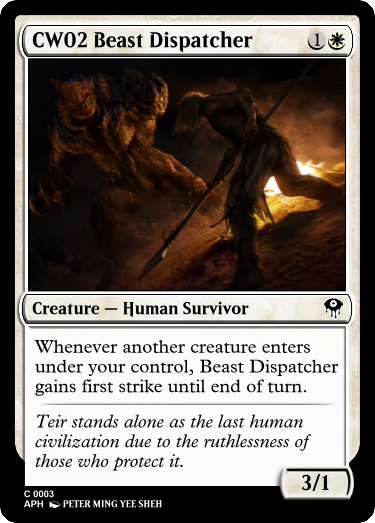 CW02 Beast Dispatcher 1
Creature — Human Survivor
Whenever another creature enters
under your control, Beast Dispatcher
gains first strike until end of turn.
Teir stands alone as the last human
civilization due to the ruthlessness of
those who protect it.
3/1
C 0003
APH PETER MING YEE SHEH